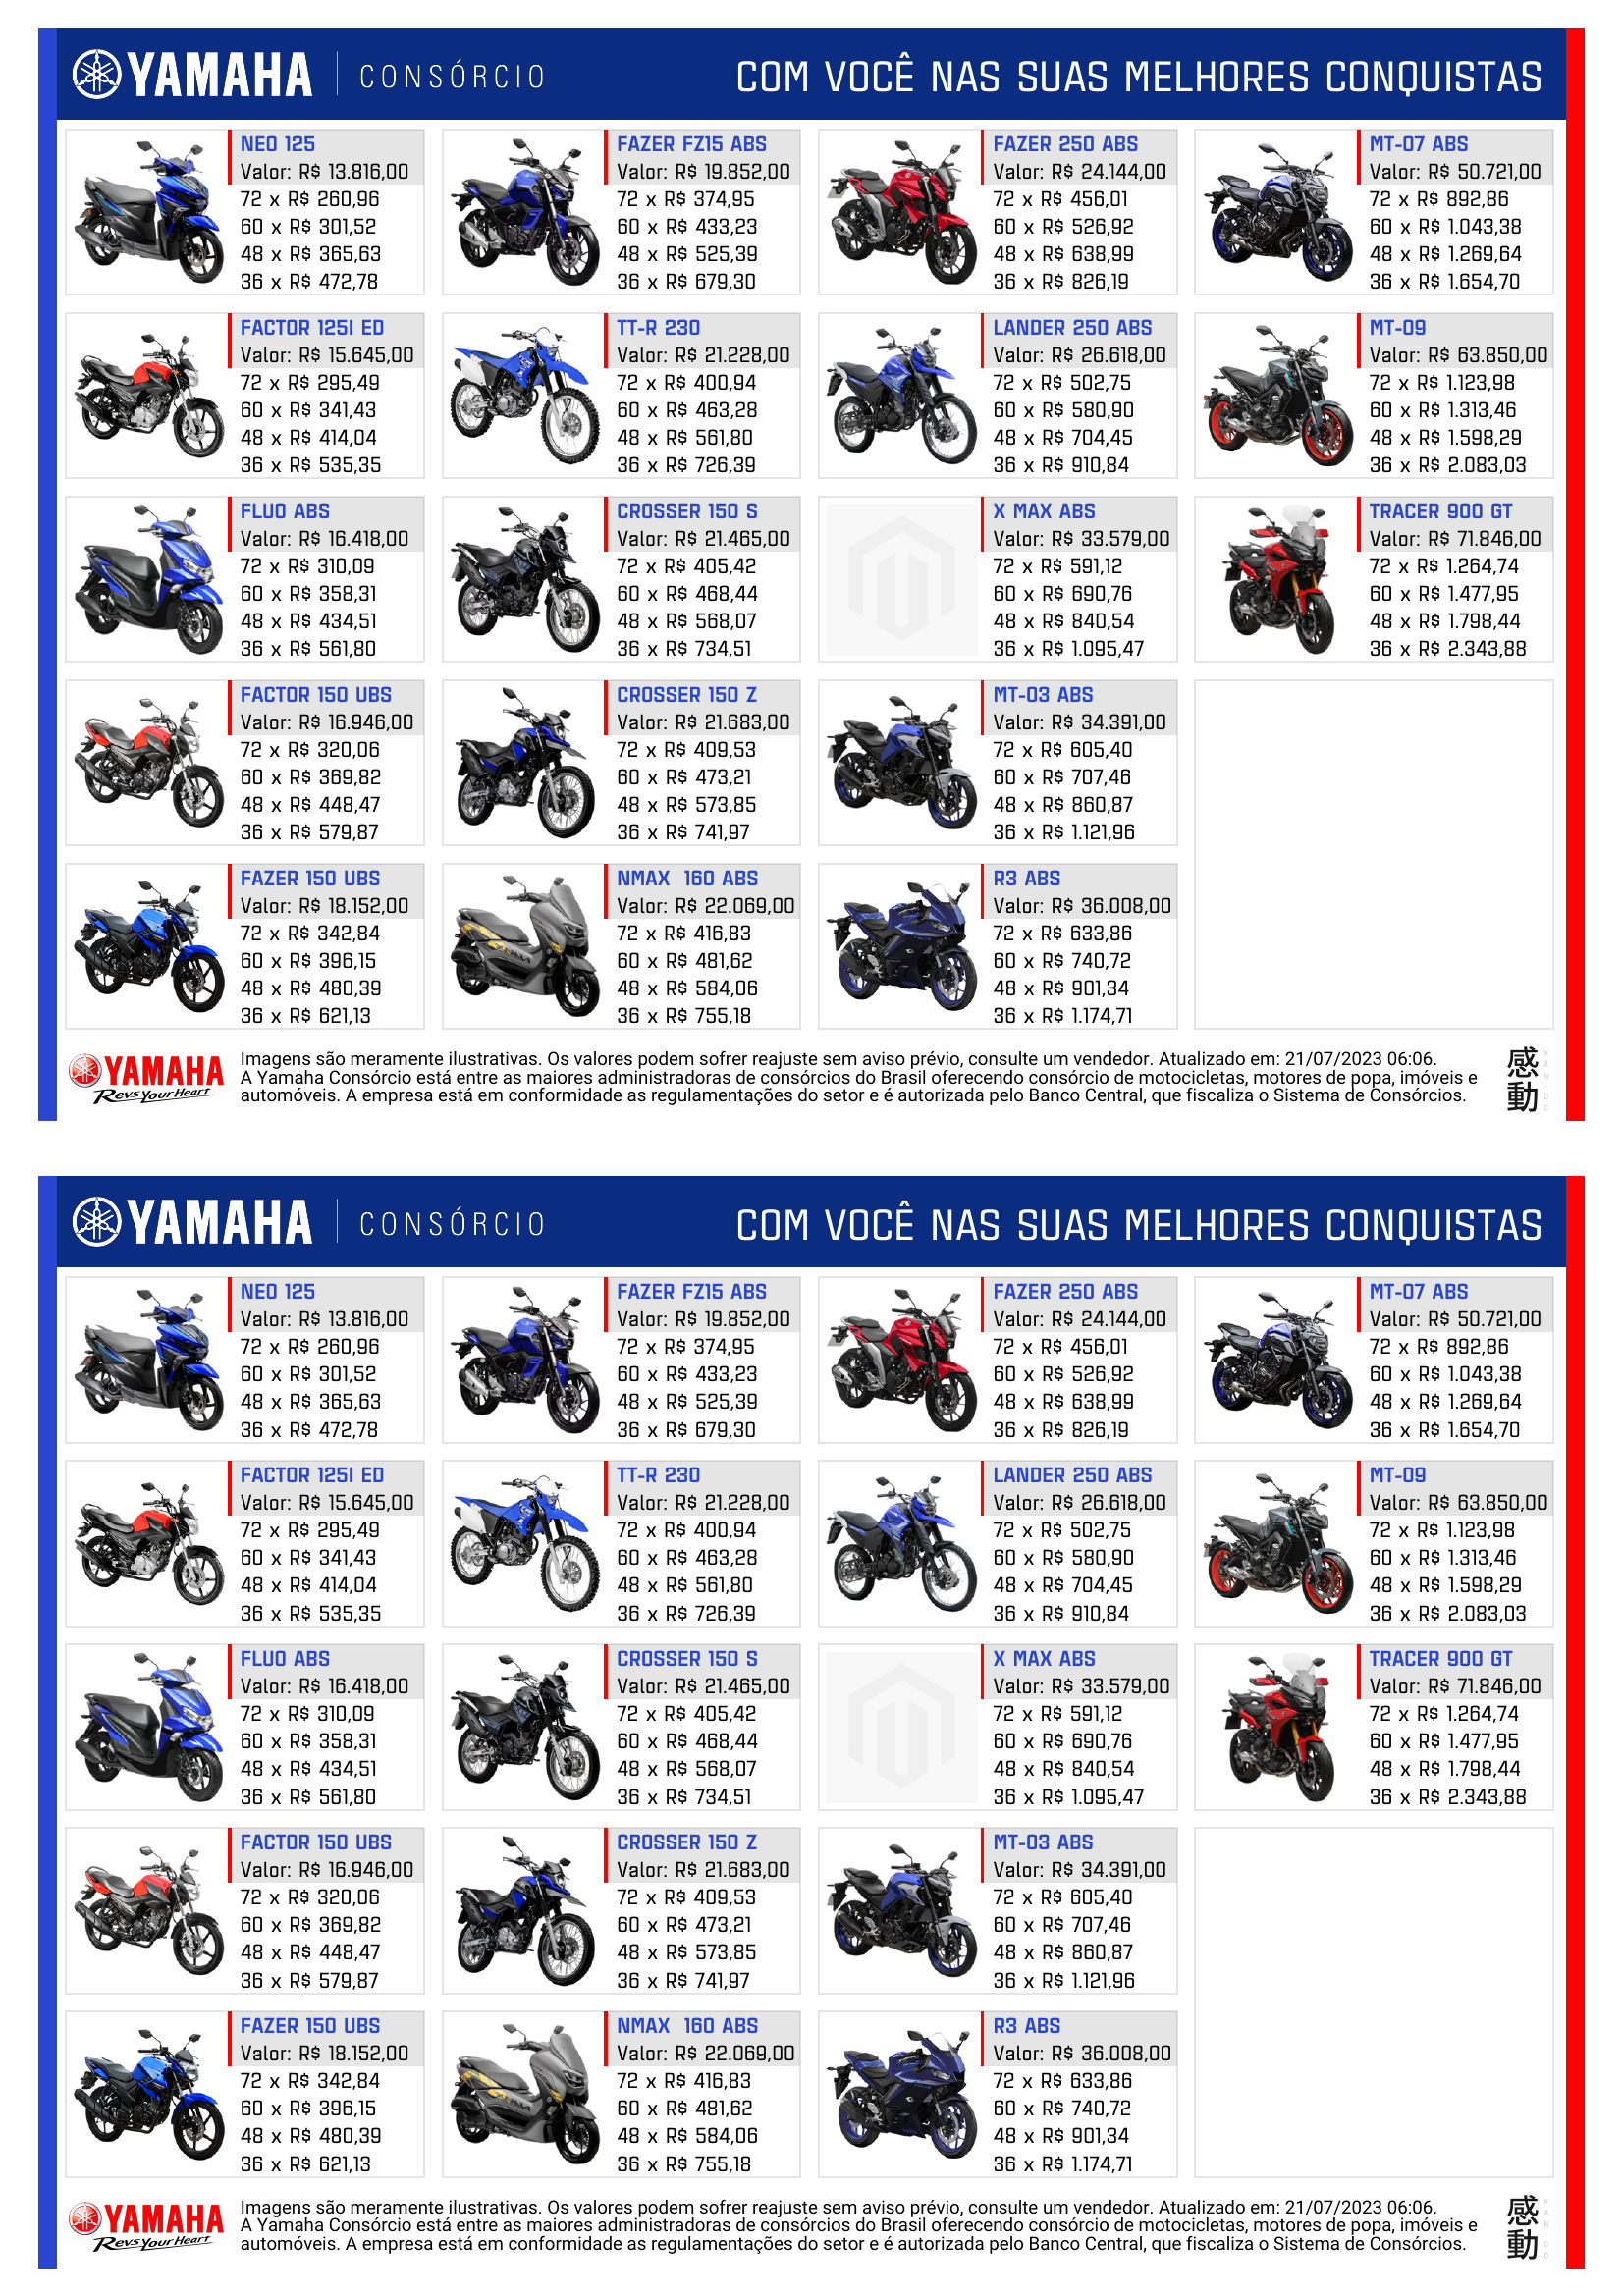 YAMAHA
CONSÓRCIO
COM VOCÊ NAS SUAS MELHORES CONQUISTAS
NEO 125
Valor: R$ 13.816,00
72 x R$ 260,96
60 x R$ 301,52
48 x R$ 365,63
36 x R$ 472,78
FACTOR 125I ED
Valor: R$ 15.645,00
72 x R$ 295,49
60 x R$ 341,43
48 x R$ 414,04
36 x R$ 535,35
FLUO ABS
Valor: R$ 16.418,00
72 x R$ 310,09
60 x R$ 358,31
48 x R$ 434,51
36 x R$ 561,80
FACTOR 150 UBS
Valor: R$ 16.946,00
72 x R$ 320,06
60 x R$ 369,82
48 x R$ 448,47
36 x R$ 579,87
FAZER 150 UBS
Valor: R$ 18.152,00
72 x R$ 342,84
60 x R$ 396,15
48 x R$ 480,39
36 x R$ 621,13
FAZER FZ15 ABS
Valor: R$ 19.852,00
72 x R$ 374,95
60 x R$ 433,23
48 x R$ 525,39
36 x R$ 679,30
TT-R 230
Valor: R$ 21.228,00
72 x R$ 400,94
60 x R$ 463,28
48 x R$ 561,80
36 x R$ 726,39
CROSSER 150 S
Valor: R$ 21.465,00
72 x R$ 405,42
60 x R$ 468,44
48 x R$ 568,07
36 x R$ 734,51
CROSSER 150 Z
Valor: R$ 21.683,00
72 x R$ 409,53
60 x R$ 473,21
48 x R$ 573,85
36 x R$ 741,97
NMAX  160 ABS
Valor: R$ 22.069,00
72 x R$ 416,83
60 x R$ 481,62
48 x R$ 584,06
36 x R$ 755,18
FAZER 250 ABS
Valor: R$ 24.144,00
72 x R$ 456,01
60 x R$ 526,92
48 x R$ 638,99
36 x R$ 826,19
LANDER 250 ABS
Valor: R$ 26.618,00
72 x R$ 502,75
60 x R$ 580,90
48 x R$ 704,45
36 x R$ 910,84
X MAX ABS
Valor: R$ 33.579,00
72 x R$ 591,12
60 x R$ 690,76
48 x R$ 840,54
36 x R$ 1.095,47
MT-03 ABS
Valor: R$ 34.391,00
72 x R$ 605,40
60 x R$ 707,46
48 x R$ 860,87
36 x R$ 1.121,96
R3 ABS
Valor: R$ 36.008,00
72 x R$ 633,86
60 x R$ 740,72
48 x R$ 901,34
36 x R$ 1.174,71
MT-07 ABS
Valor: R$ 50.721,00
72 x R$ 892,86
60 x R$ 1.043,38
48 x R$ 1.269,64
36 x R$ 1.654,70
MT-09
Valor: R$ 63.850,00
72 x R$ 1.123,98
60 x R$ 1.313,46
48 x R$ 1.598,29
36 x R$ 2.083,03
TRACER 900 GT
Valor: R$ 71.846,00
72 x R$ 1.264,74
60 x R$ 1.477,95
48 x R$ 1.798,44
36 x R$ 2.343,88
YAMAHA
Revs Your Heart
Imagens são meramente ilustrativas. Os valores podem sofrer reajuste sem aviso prévio, consulte um vendedor. Atualizado em: 21/07/2023 06:06.
A Yamaha Consórcio está entre as maiores administradoras de consórcios do Brasil oferecendo consórcio de motocicletas, motores de popa, imóveis e
automóveis. A empresa está em conformidade as regulamentações do setor e é autorizada pelo Banco Central, que fiscaliza o Sistema de Consórcios.
感動
YAMAHA
CONSÓRCIO
COM VOCÊ NAS SUAS MELHORES CONQUISTAS
NEO 125
Valor: R$ 13.816,00
72 x R$ 260,96
60 x R$ 301,52
48 x R$ 365,63
36 x R$ 472,78
FACTOR 125I ED
Valor: R$ 15.645,00
72 x R$ 295,49
60 x R$ 341,43
48 x R$ 414,04
36 x R$ 535,35
FLUO ABS
Valor: R$ 16.418,00
72 x R$ 310,09
60 x R$ 358,31
48 x R$ 434,51
36 x R$ 561,80
FACTOR 150 UBS
Valor: R$ 16.946,00
72 x R$ 320,06
60 x R$ 369,82
48 x R$ 448,47
36 x R$ 579,87
FAZER 150 UBS
Valor: R$ 18.152,00
72 x R$ 342,84
60 x R$ 396,15
48 x R$ 480,39
36 x R$ 621,13
FAZER FZ15 ABS
Valor: R$ 19.852,00
72 x R$ 374,95
60 x R$ 433,23
48 x R$ 525,39
36 x R$ 679,30
TT-R 230
Valor: R$ 21.228,00
72 x R$ 400,94
60 x R$ 463,28
48 x R$ 561,80
36 x R$ 726,39
CROSSER 150 S
Valor: R$ 21.465,00
72 x R$ 405,42
60 x R$ 468,44
48 x R$ 568,07
36 x R$ 734,51
CROSSER 150 Z
Valor: R$ 21.683,00
72 x R$ 409,53
60 x R$ 473,21
48 x R$ 573,85
36 x R$ 741,97
NMAX  160 ABS
Valor: R$ 22.069,00
72 x R$ 416,83
60 x R$ 481,62
48 x R$ 584,06
36 x R$ 755,18
FAZER 250 ABS
Valor: R$ 24.144,00
72 x R$ 456,01
60 x R$ 526,92
48 x R$ 638,99
36 x R$ 826,19
LANDER 250 ABS
Valor: R$ 26.618,00
72 x R$ 502,75
60 x R$ 580,90
48 x R$ 704,45
36 x R$ 910,84
X MAX ABS
Valor: R$ 33.579,00
72 x R$ 591,12
60 x R$ 690,76
48 x R$ 840,54
36 x R$ 1.095,47
MT-03 ABS
Valor: R$ 34.391,00
72 x R$ 605,40
60 x R$ 707,46
48 x R$ 860,87
36 x R$ 1.121,96
R3 ABS
Valor: R$ 36.008,00
72 x R$ 633,86
60 x R$ 740,72
48 x R$ 901,34
36 x R$ 1.174,71
MT-07 ABS
Valor: R$ 50.721,00
72 x R$ 892,86
60 x R$ 1.043,38
48 x R$ 1.269,64
36 x R$ 1.654,70
MT-09
Valor: R$ 63.850,00
72 x R$ 1.123,98
60 x R$ 1.313,46
48 x R$ 1.598,29
36 x R$ 2.083,03
TRACER 900 GT
Valor: R$ 71.846,00
72 x R$ 1.264,74
60 x R$ 1.477,95
48 x R$ 1.798,44
36 x R$ 2.343,88
YAMAHA
Revs Your Heart
Imagens são meramente ilustrativas. Os valores podem sofrer reajuste sem aviso prévio, consulte um vendedor. Atualizado em: 21/07/2023 06:06.
A Yamaha Consórcio está entre as maiores administradoras de consórcios do Brasil oferecendo consórcio de motocicletas, motores de popa, imóveis e
automóveis. A empresa está em conformidade as regulamentações do setor e é autorizada pelo Banco Central, que fiscaliza o Sistema de Consórcios.
感動